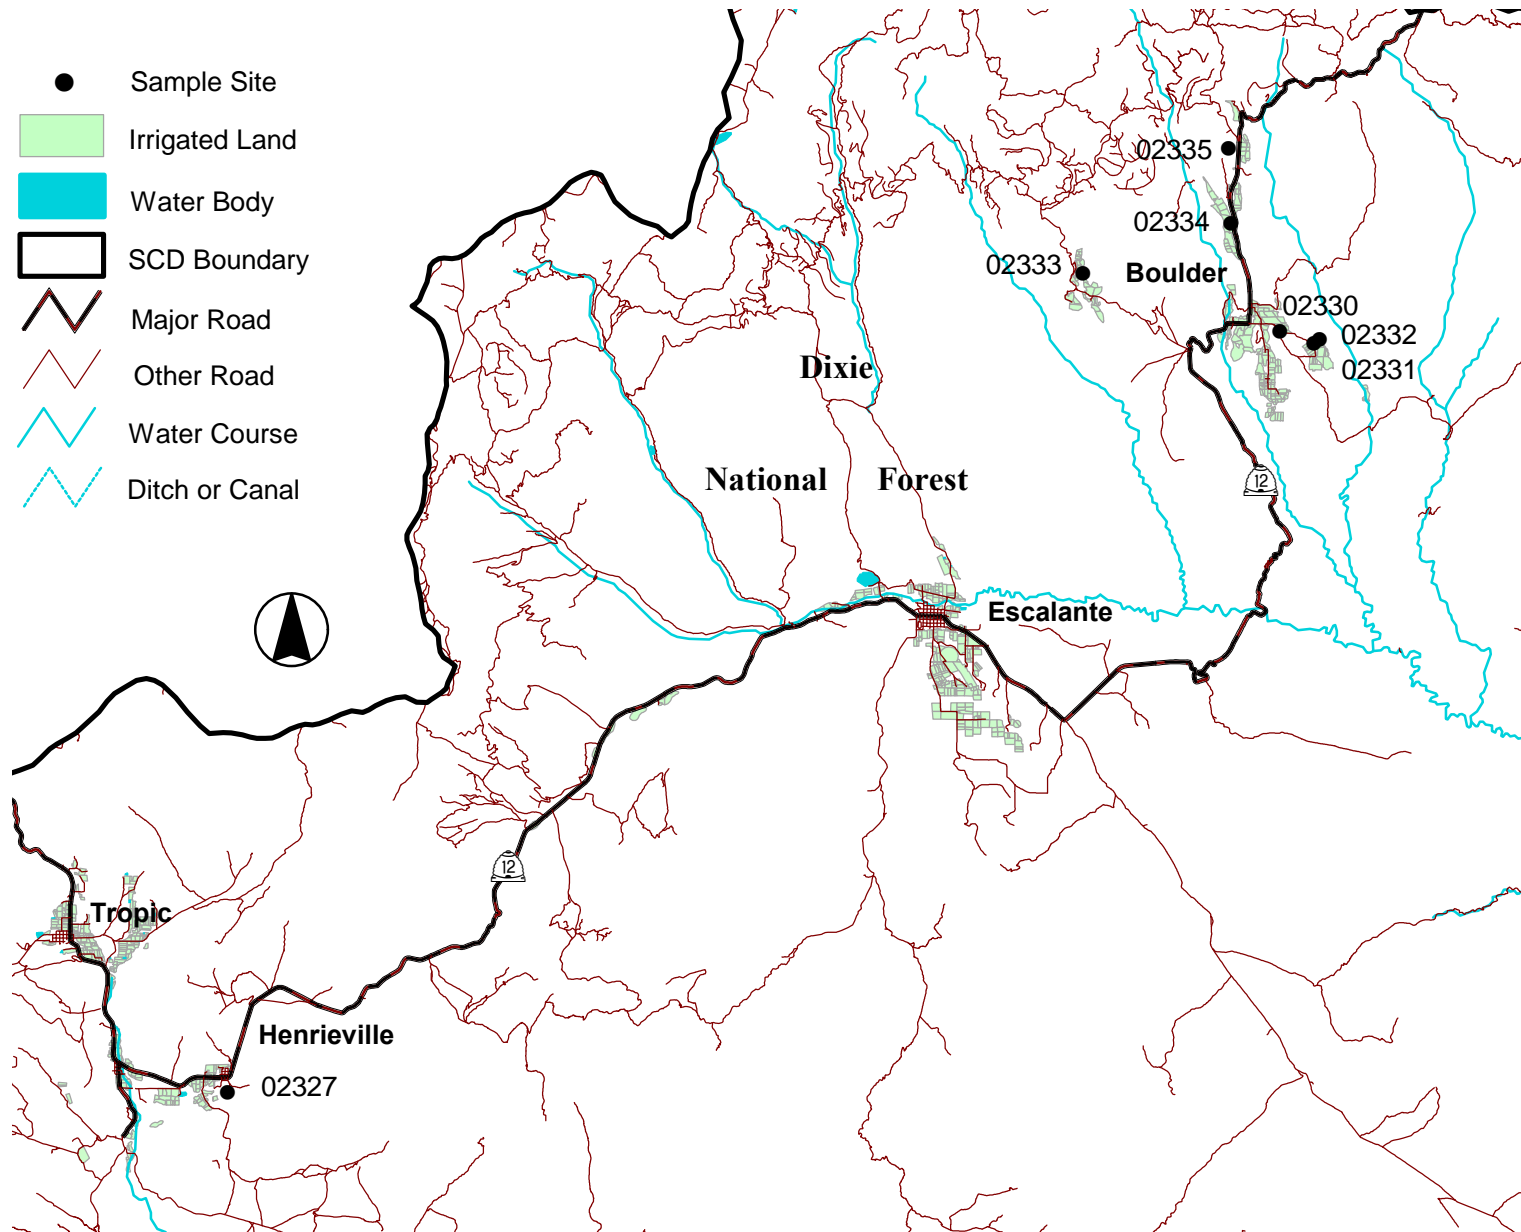 Sample Site
Irrigated Land
Water Body
SCD Boundary
Major Road
Other Road
Water Course
Ditch or Canal
02335
02334
02333
Boulder
02330
02332
02331
Dixie
National Forest
12
Escalante
12
Tropic
Henrieville
02327